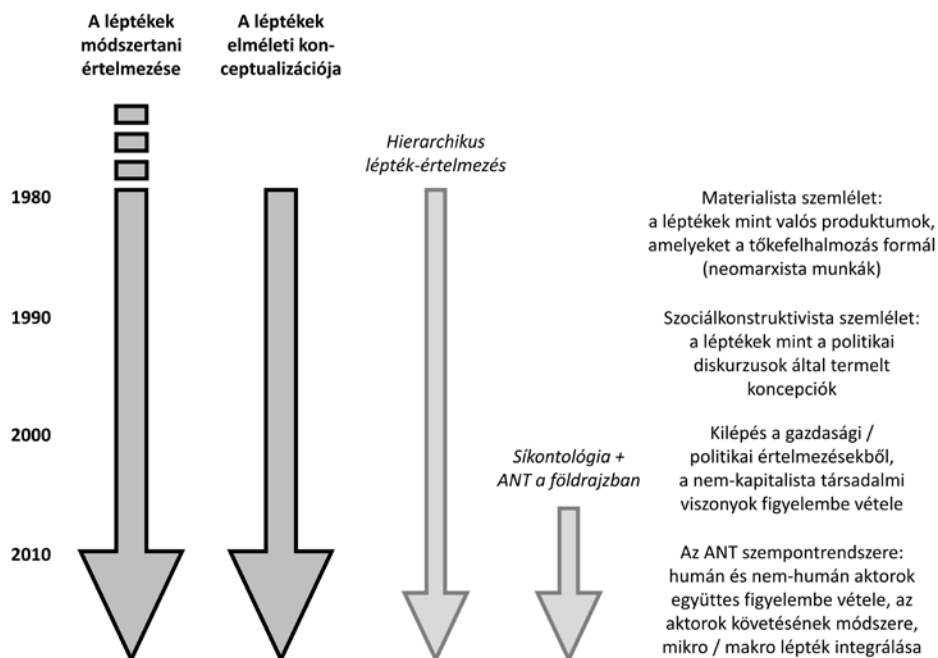 A léptékek
módszertani
értelmezése
A léptékek
elméleti kon-
ceptualizációja
Hierarchikus
lépték-értelmezés
1980
Materialista szemlélet:
a léptékek mint valós produktumok,
amelyeket a tőkefelhalmozás formál
(neomarxista munkák)
1990
Szociálkonstruktivista szemlélet:
a léptékek mint a politikai
diskurzusok által termelt
koncepciók
2000
Síkontológia +
ANT a földrajzban
Kilépés a gazdasági /
politikai értelmezésekből,
a nem-kapitalista társadalmi
viszonyok figyelembe vétele
2010
Az ANT szempontrendszere:
humán és nem-humán aktorok
együttes figyelembe vétele, az
aktorok követésének módszere,
mikro / makro lépték integrálása